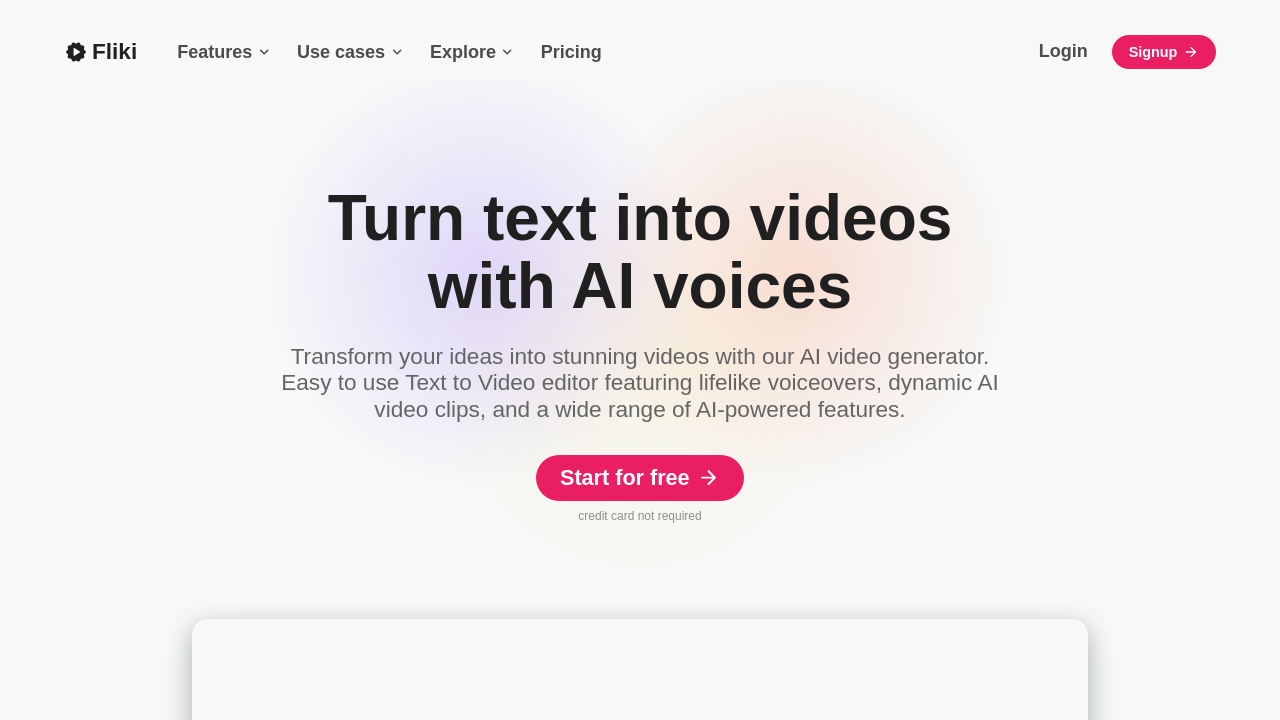 Fliki
Features
Use cases
Explore
Pricing
Login
Signup
Turn text into videos
with AI voices
Transform your ideas into stunning videos with our AI video generator.
Easy to use Text to Video editor featuring lifelike voiceovers, dynamic AI
video clips, and a wide range of AI-powered features.
Start for free
credit card not required